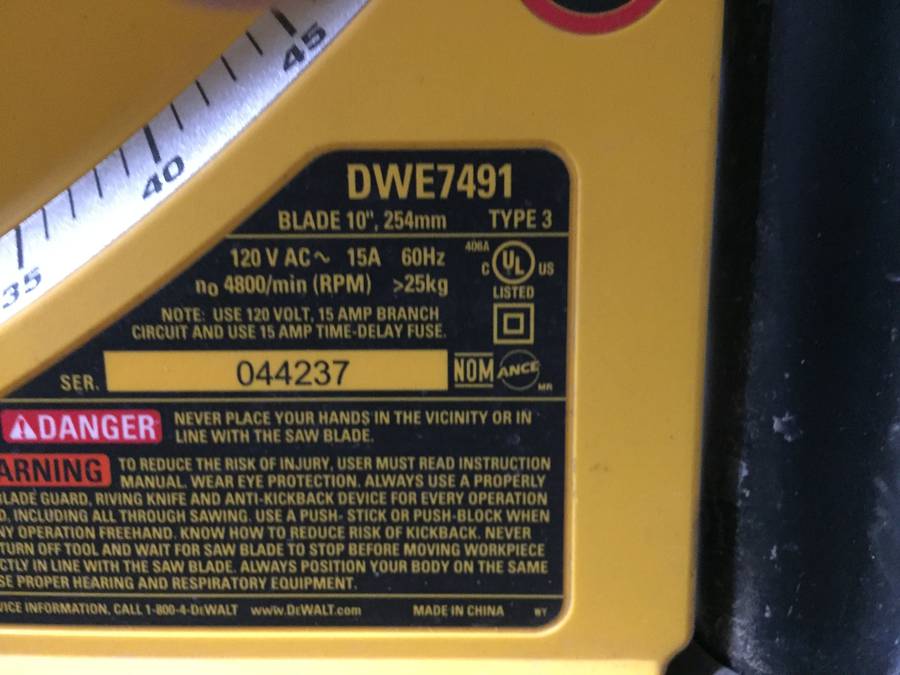 45
40
35
DWE7491
BLADE 10", 254mm TYPE 3
120 V AC~ 15A 60Hz
n₀ 4800/min (RPM) >25kg
406A
C UL US
LISTED
NOTE: USE 120 VOLT, 15 AMP BRANCH
CIRCUIT AND USE 15 AMP TIME-DELAY FUSE.
SER. 044237
NOM ANCE
MR
DANGER NEVER PLACE YOUR HANDS IN THE VICINITY OR IN
LINE WITH THE SAW BLADE.
ARNING TO REDUCE THE RISK OF INJURY, USER MUST READ INSTRUCTION
MANUAL. WEAR EYE PROTECTION. ALWAYS USE A PROPERLY
BLADE GUARD, RIVING KNIFE AND ANTI-KICKBACK DEVICE FOR EVERY OPERATION
D, INCLUDING ALL THROUGH SAWING. USE A PUSH- STICK OR PUSH-BLOCK WHEN
NY OPERATION FREEHAND. KNOW HOW TO REDUCE RISK OF KICKBACK. NEVER
TURN OFF TOOL AND WAIT FOR SAW BLADE TO STOP BEFORE MOVING WORKPIECE
CTLY IN LINE WITH THE SAW BLADE. ALWAYS POSITION YOUR BODY ON THE SAME
SE PROPER HEARING AND RESPIRATORY EQUIPMENT.
VICE INFORMATION, CALL 1-800-4-DEWALT www.DEWALT.com MADE IN CHINA WY